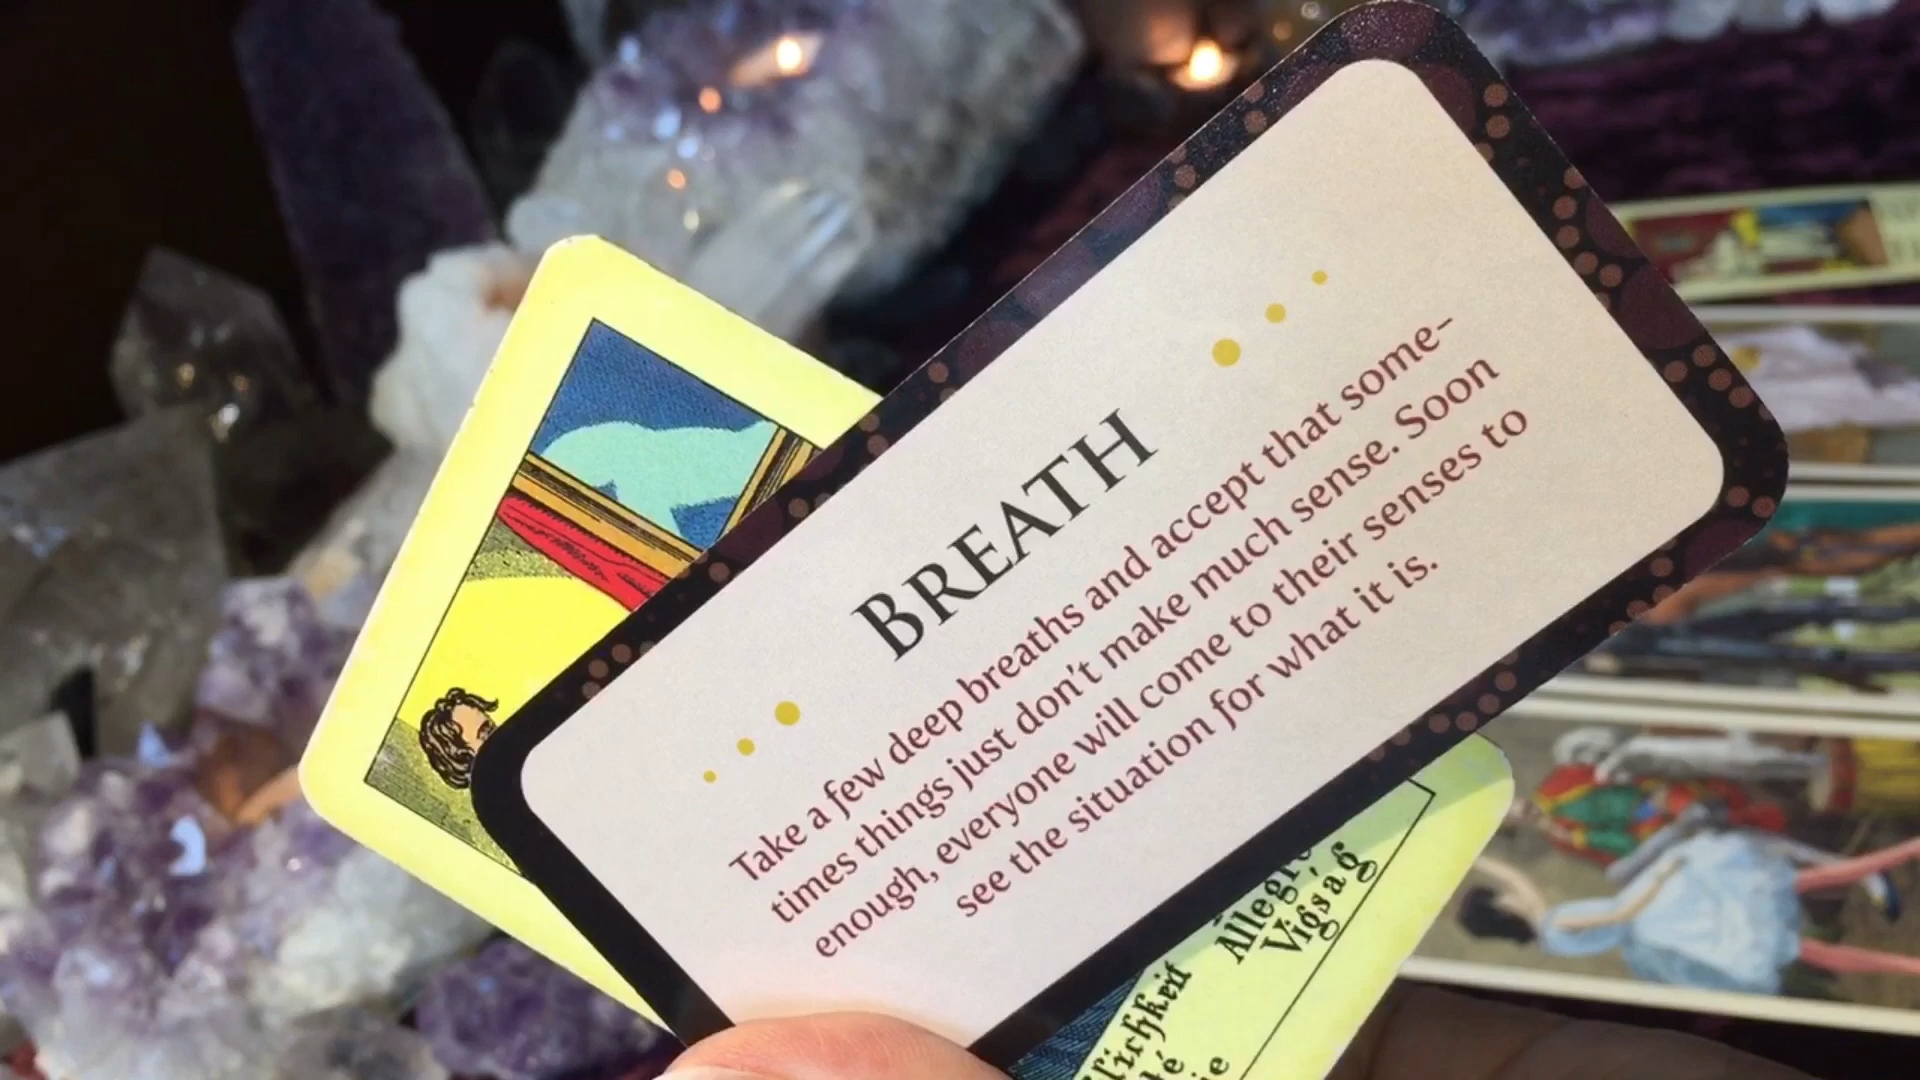 BREATH
Take a few deep breaths and accept that some-
times things just don't make much sense. Soon
enough, everyone will come to their senses to
see the situation for what it is.
Vigság